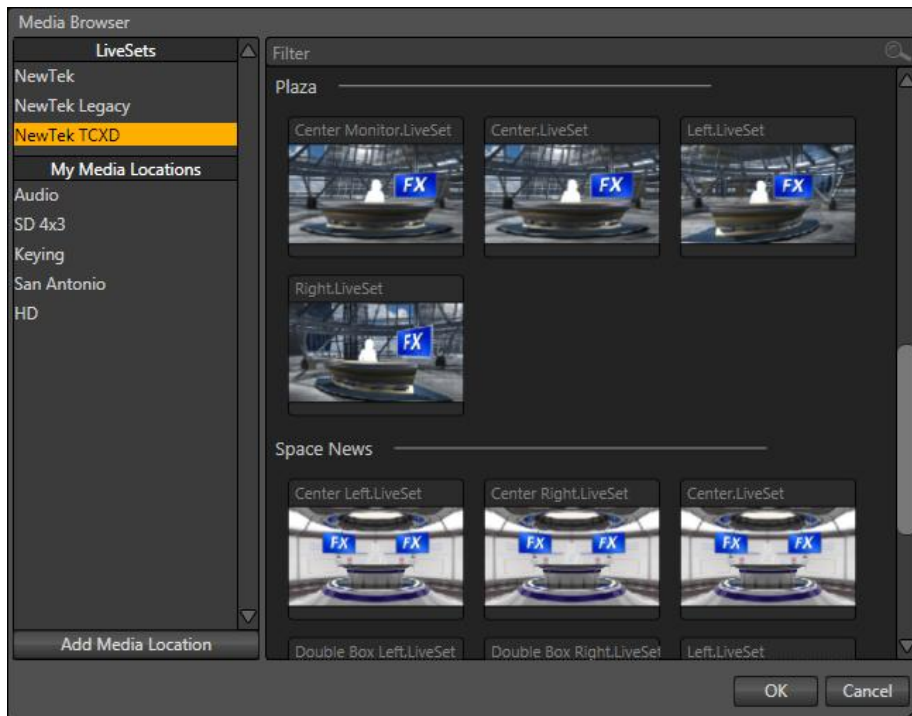 Media Browser
LiveSets
NewTek
NewTek Legacy
NewTek TCXD
My Media Locations
Audio
SD 4x3
Keying
San Antonio
HD
Add Media Location
Filter
Plaza
Center Monitor.LiveSet
Center.LiveSet
Left.LiveSet
FX
FX
FX
Right.LiveSet
FX
Space News
Center Left.LiveSet
Center Right.LiveSet
Center.LiveSet
FX FX
FX FX
FX FX
Double Box Left.LiveSet
Double Box Right.LiveSet
Left.LiveSet
OK
Cancel